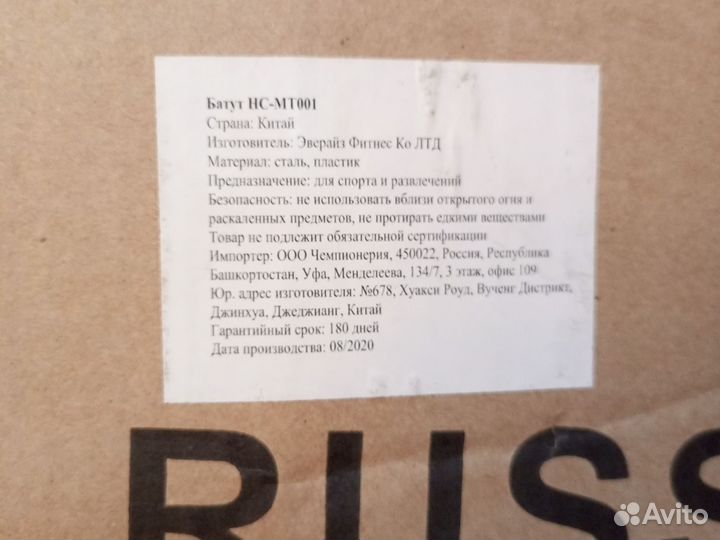 Батут НС-МТ001
Страна: Китай
Изготовитель: Эверайз Фитнес Ко ЛТД
Материал: сталь, пластик
Предназначение: для спорта и развлечений
Безопасность: не использовать вблизи открытого огня и
раскаленных предметов, не протирать едкими веществами
Товар не подлежит обязательной сертификации
Импортер: ООО Чемпионерия, 450022, Россия, Республика
Башкортостан, Уфа, Менделеева, 134/7, 3 этаж, офис 109
Юр. адрес изготовителя: №678, Хуакси Роуд, Вученг Дистрикт,
Джинхуа, Джеджианг, Китай
Гарантийный срок: 180 дней
Дата производства: 08/2020
RUSS
Avito